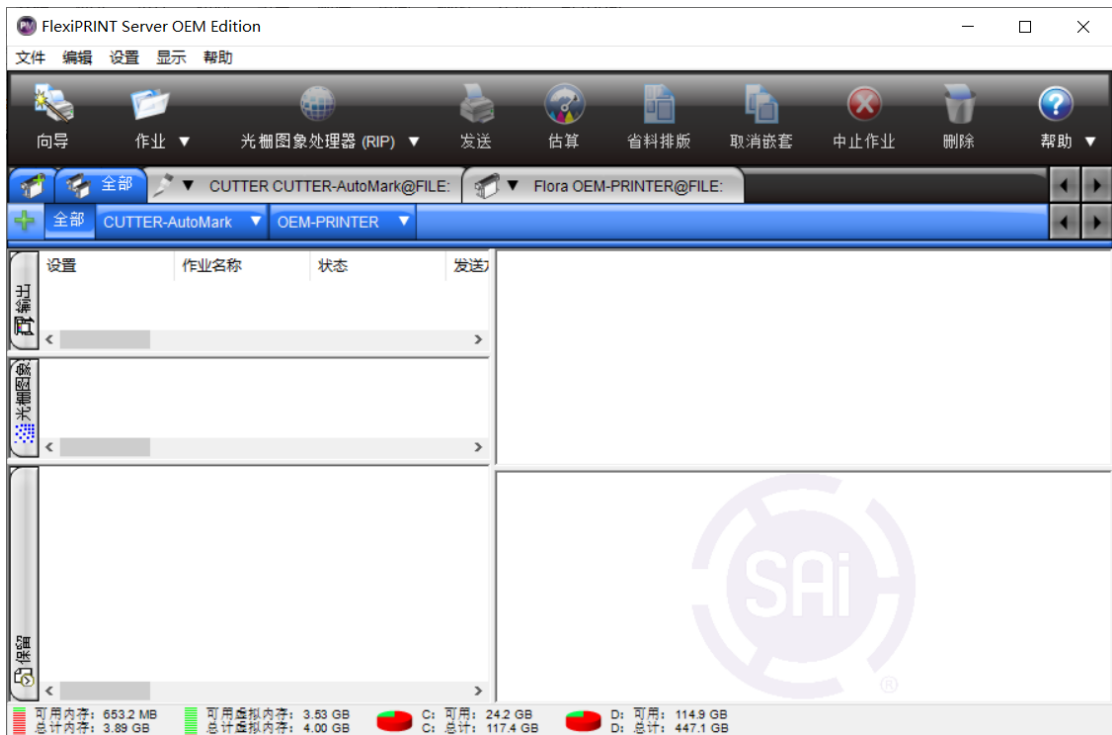 FlexiPRINT Server OEM Edition
文件 编辑 设置 显示 帮助
向导 作业 光栅图象处理器 (RIP) 发送 估算 省料排版 取消嵌套 中止作业 删除 帮助
全部 CUTTER CUTTER-AutoMark@FILE: Flora OEM-PRINTER@FILE:
全部 CUTTER-AutoMark OEM-PRINTER
设置 作业名称 状态 发送
输出
光栅图象
保留
SAi
可用内存: 653.2 MB 可用虚拟内存: 3.53 GB C: 可用: 24.2 GB D: 可用: 114.9 GB
总计内存: 3.89 GB 总计虚拟内存: 4.00 GB C: 总计: 117.4 GB D: 总计: 447.1 GB